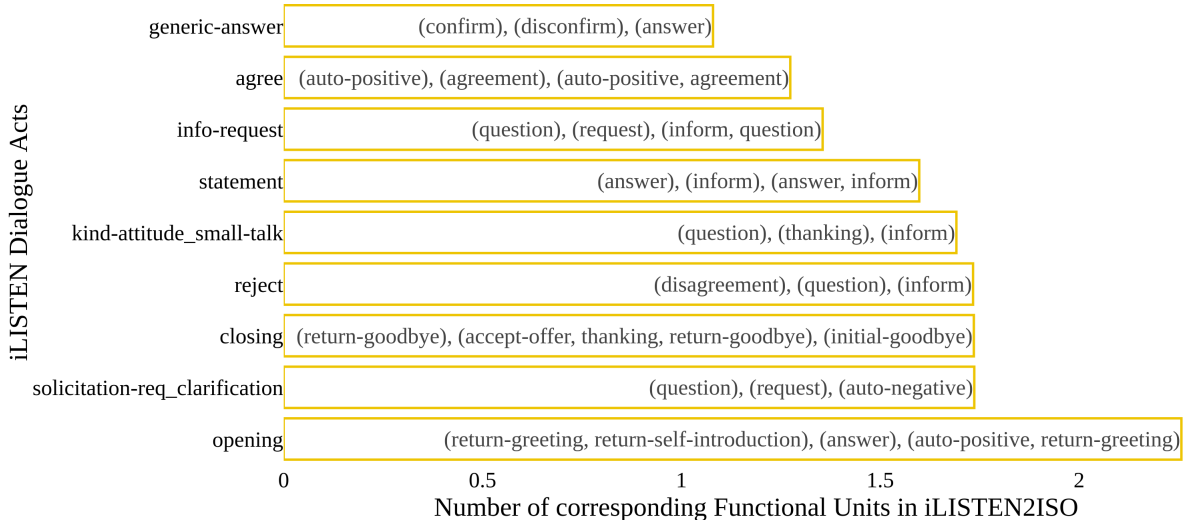 iLISTEN Dialogue Acts
generic-answer (confirm), (disconfirm), (answer)
agree (auto-positive), (agreement), (auto-positive, agreement)
info-request (question), (request), (inform, question)
statement (answer), (inform), (answer, inform)
kind-attitude_small-talk (question), (thanking), (inform)
reject (disagreement), (question), (inform)
closing (return-goodbye), (accept-offer, thanking, return-goodbye), (initial-goodbye)
solicitation-req_clarification (question), (request), (auto-negative)
opening (return-greeting, return-self-introduction), (answer), (auto-positive, return-greeting)
0 0.5 1 1.5 2
Number of corresponding Functional Units in iLISTEN2ISO